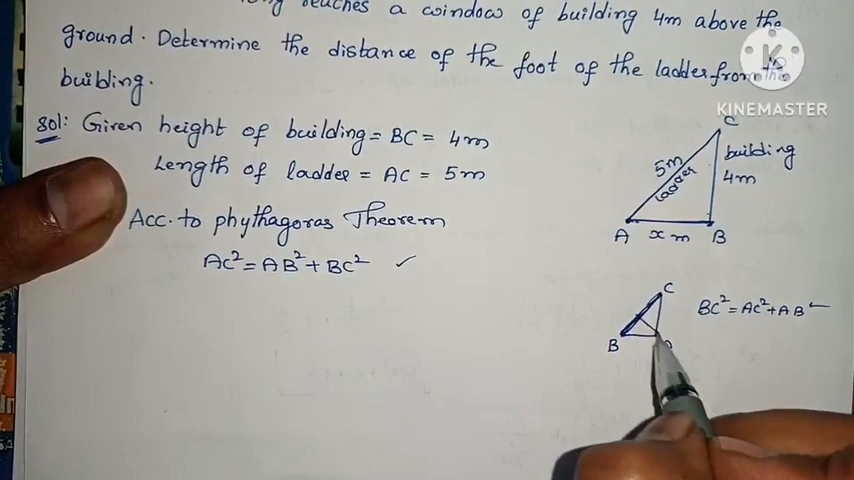 reaches a window of building 4m above the
ground. Determine the distance of the foot of the ladder from the
building.
Sol: Given height of building = BC = 4m
Length of ladder = AC = 5m
Acc. to phythagoras Theorem
AC² = AB² + BC² ✓
C
5m
ladder
building
4m
A x m B
C
B
BC² = AC² + AB
K
KINEMASTER